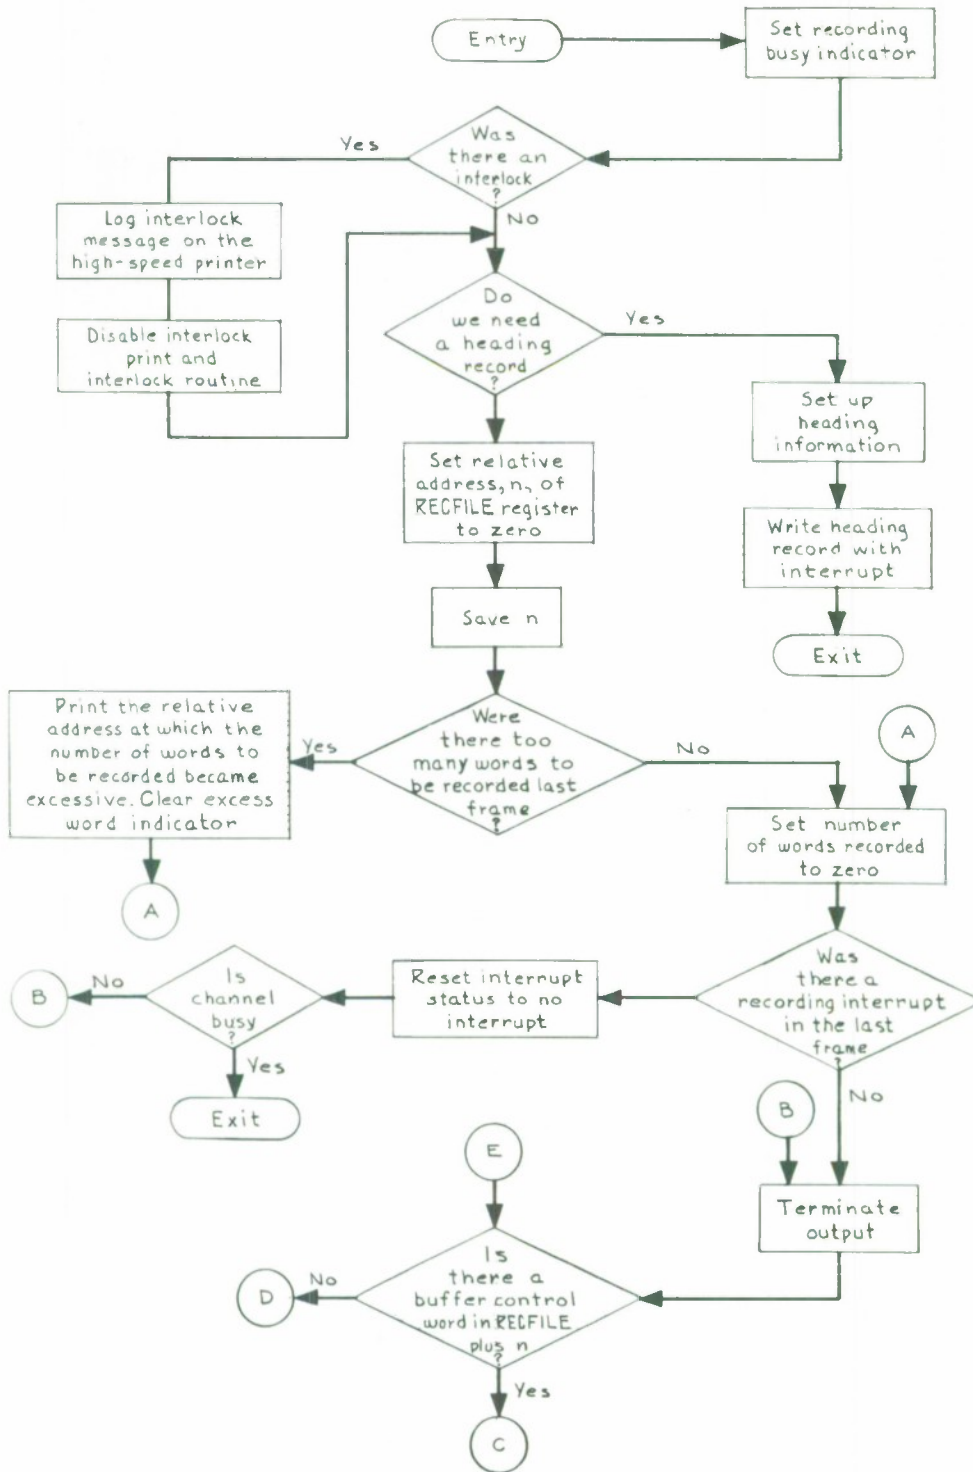 Entry
Set recording
busy indicator
Yes
Was
there an
interlock
?
No
Log interlock
message on the
high-speed printer
Disable interlock
print and
interlock routine
Do
we need
a heading
record
?
Yes
Set up
heading
information
Set relative
address, n, of
RECFILE register
to zero
Write heading
record with
interrupt
Save n
Exit
Print the relative
address at which the
number of words to
be recorded became
excessive. Clear excess
word indicator
Yes
Were
there too
many words to
be recorded last
frame
?
No
A
Set number
of words recorded
to zero
A
B
No
Is
channel
busy
?
Yes
Exit
Reset interrupt
status to no
interrupt
Was
there a
recording interrupt
in the last
frame
?
No
B
E
Terminate
output
D
No
Is
there a
buffer control
word in RECFILE
plus n
?
Yes
C